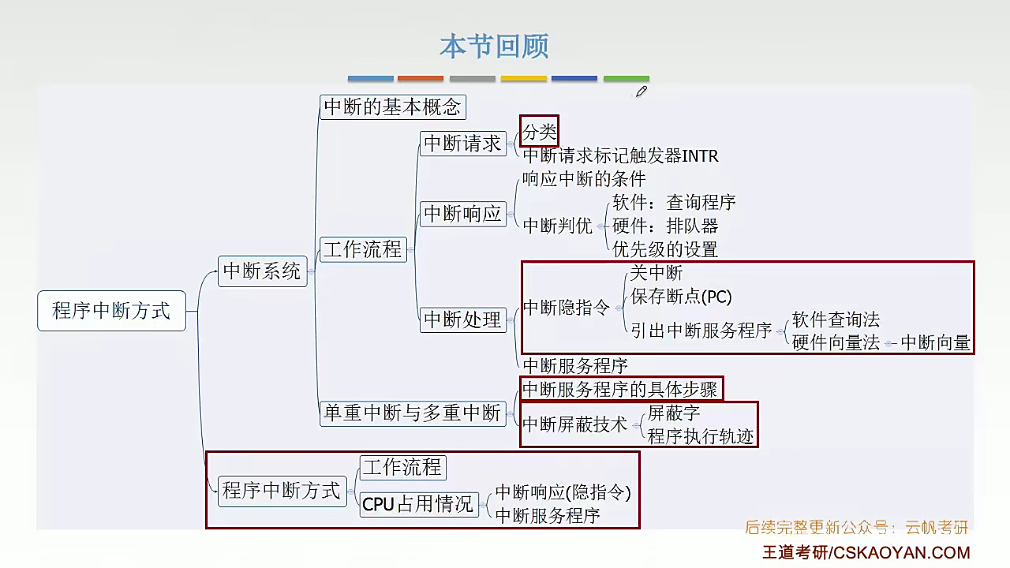 本节回顾
中断的基本概念
分类
中断请求
中断请求标记触发器INTR
响应中断的条件
软件：查询程序
中断响应
中断判优
硬件：排队器
优先级的设置
工作流程
中断系统
关中断
保存断点(PC)
中断隐指令
程序中断方式
中断处理
引出中断服务程序
软件查询法
硬件向量法
中断向量
中断服务程序
中断服务程序的具体步骤
单重中断与多重中断
屏蔽字
中断屏蔽技术
程序执行轨迹
工作流程
程序中断方式
CPU占用情况
中断响应(隐指令)
中断服务程序
后续完整更新公众号：云帆考研
王道考研/CSKAOYAN.COM